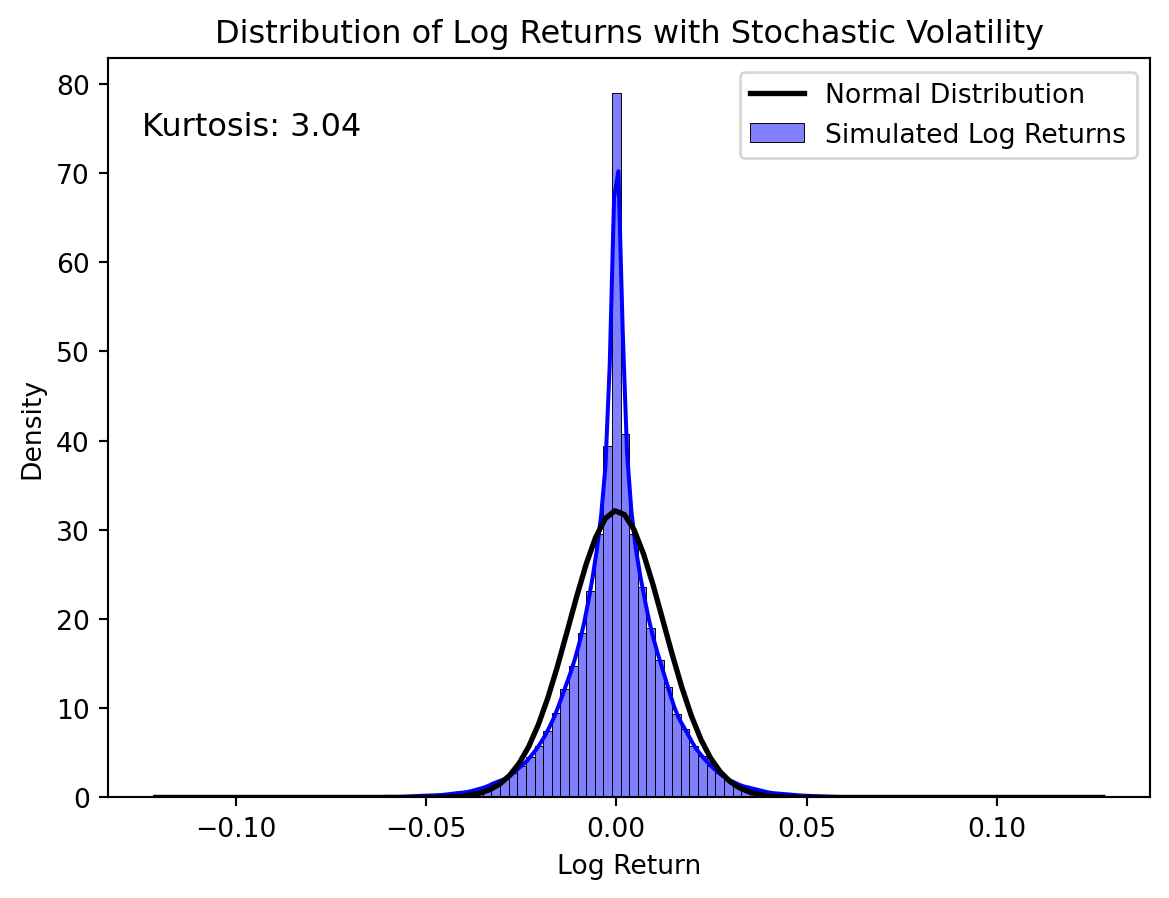 Distribution of Log Returns with Stochastic Volatility
Kurtosis: 3.04
Normal Distribution
Simulated Log Returns
Density
80
70
60
50
40
30
20
10
0
−0.10
−0.05
0.00
0.05
0.10
Log Return